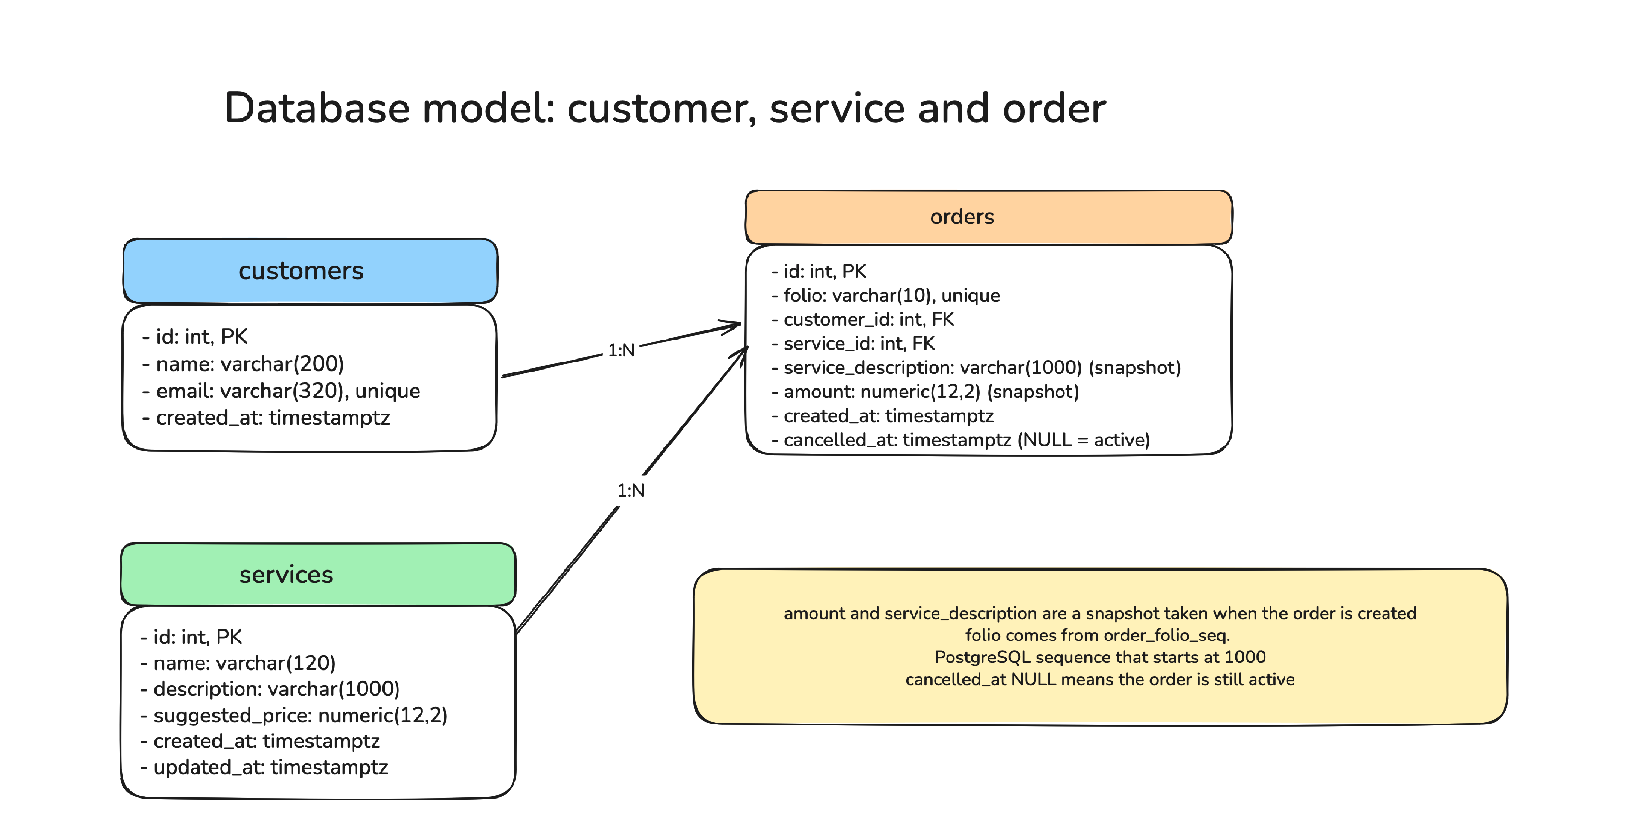 Database model: customer, service and order
customers
- id: int, PK
- name: varchar(200)
- email: varchar(320), unique
- created_at: timestamptz
1:N
orders
- id: int, PK
- folio: varchar(10), unique
- customer_id: int, FK
- service_id: int, FK
- service_description: varchar(1000) (snapshot)
- amount: numeric(12,2) (snapshot)
- created_at: timestamptz
- cancelled_at: timestamptz (NULL = active)
1:N
services
- id: int, PK
- name: varchar(120)
- description: varchar(1000)
- suggested_price: numeric(12,2)
- created_at: timestamptz
- updated_at: timestamptz
amount and service_description are a snapshot taken when the order is created
folio comes from order_folio_seq.
PostgreSQL sequence that starts at 1000
cancelled_at NULL means the order is still active